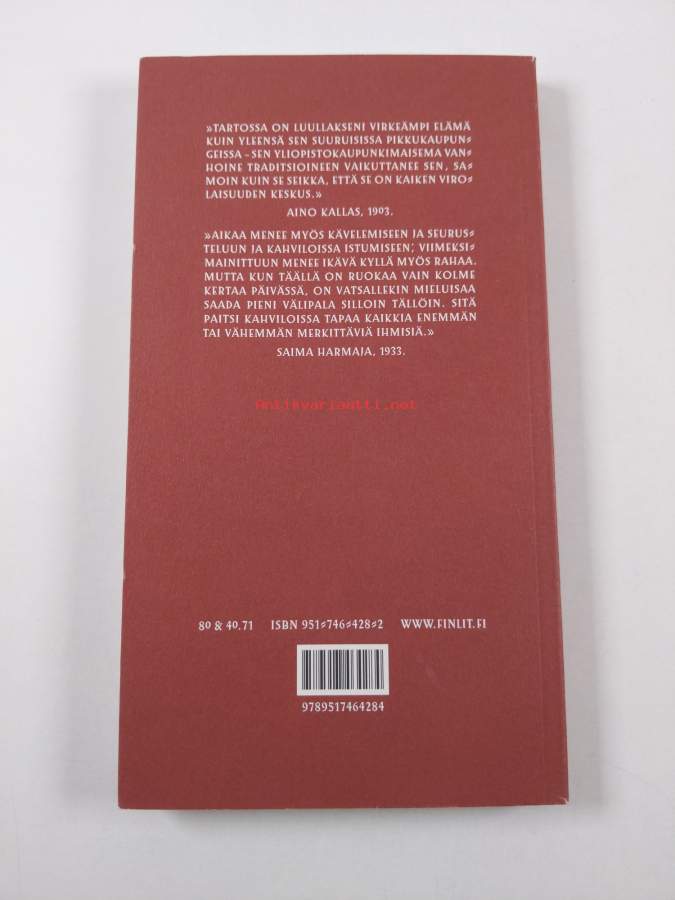 »TARTOSSA ON LUULLAKSENI VIRKEÄMPI ELÄMÄ
KUIN YLEENSÄ SEN SUURUISISSA PIKKUKAUPUN-
GEISSA – SEN YLIOPISTOKAUPUNKIMAISEMA VAN-
HOINE TRADITSIOINEEN VAIKUTTANEE SEN, SA-
MOIN KUIN SE SEIKKA, ETTÄ SE ON KAIKEN VIRO-
LAISUUDEN KESKUS.»
AINO KALLAS, 1903.
»AIKAA MENEE MYÖS KÄVELEMISEEN JA SEURUS-
TELUUN JA KAHVILOISSA ISTUMISEEN; VIIMEKSI-
MAINITTUUN MENEE IKÄVÄ KYLLÄ MYÖS RAHAA.
MUTTA KUN TÄÄLLÄ ON RUOKAA VAIN KOLME
KERTAA PÄIVÄSSÄ, ON VATSALLEKIN MIELUISAA
SAADA PIENI VÄLIPALA SILLOIN TÄLLÖIN. SITÄ
PAITSI KAHVILOISSA TAPAA KAIKKIA ENEMMÄN
TAI VÄHEMMÄN MERKITTÄVIÄ IHMISIÄ.»
SAIMA HARMAJA, 1933.
Antikvariaatti.net
80 & 40.71 ISBN 951-746-428-2 WWW.FINLIT.FI
9789517464284